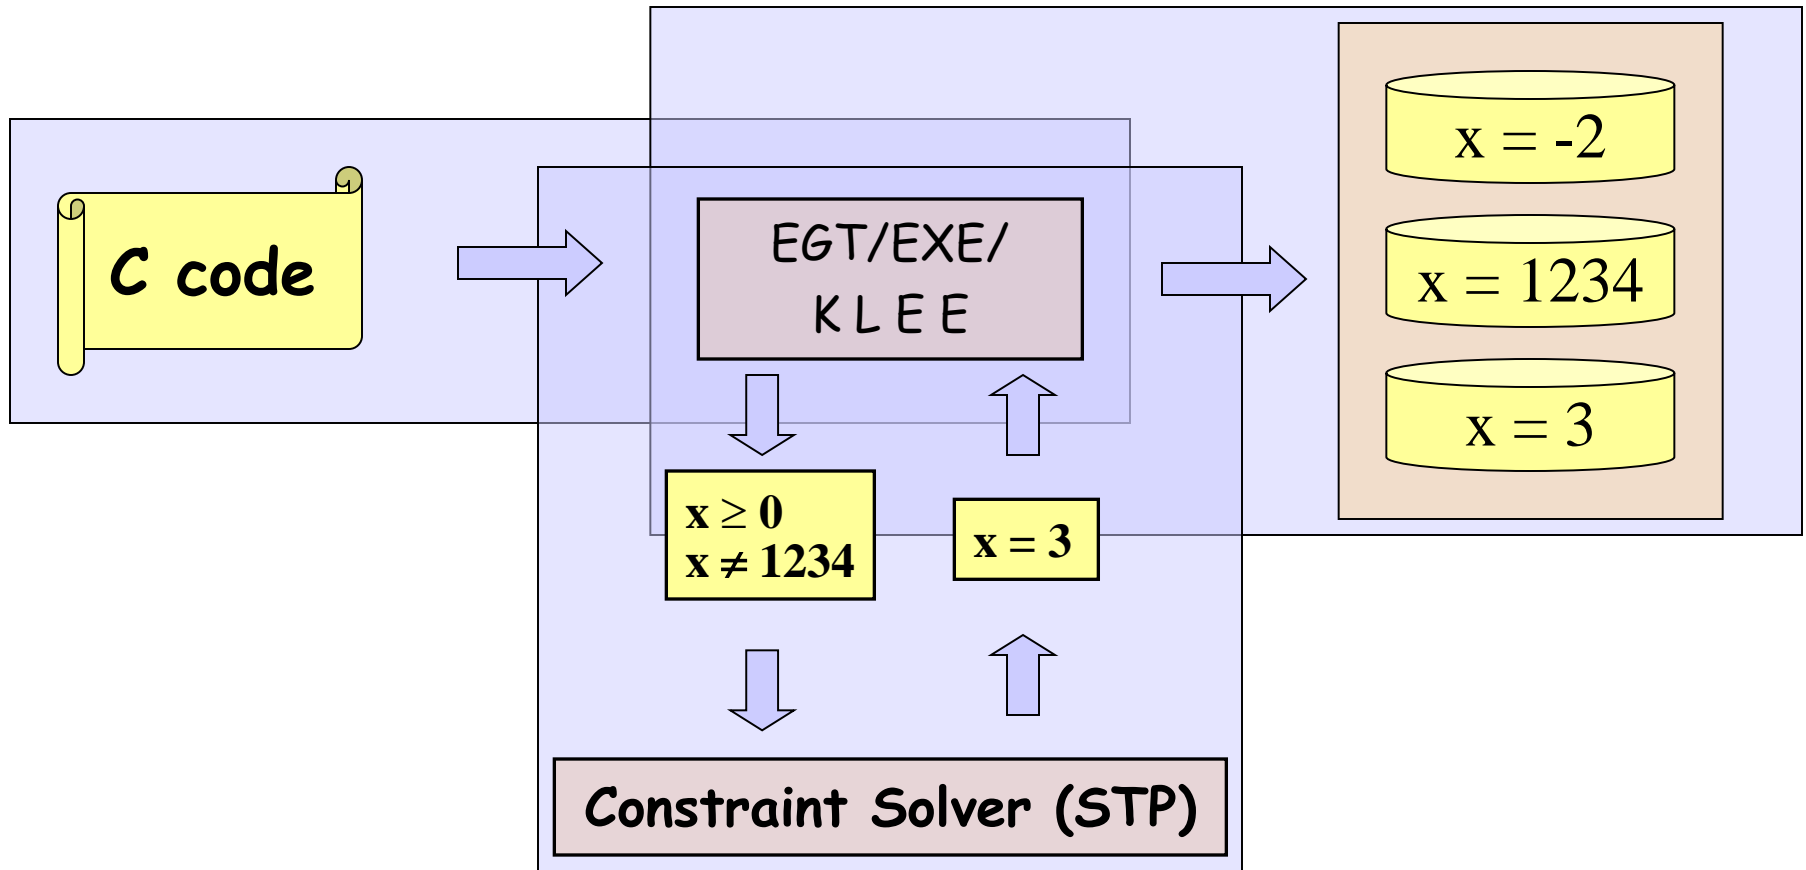 C code
EGT/EXE/
KLEE
x = -2
x = 1234
x = 3
x ≥ 0
x ≠ 1234
x = 3
Constraint Solver (STP)